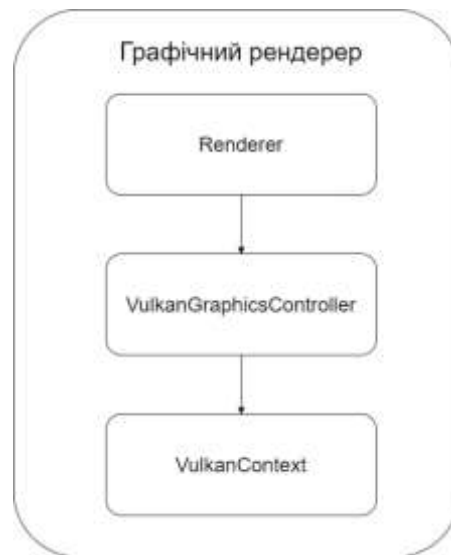 Графічний рендерер
Renderer
VulkanGraphicsController
VulkanContext